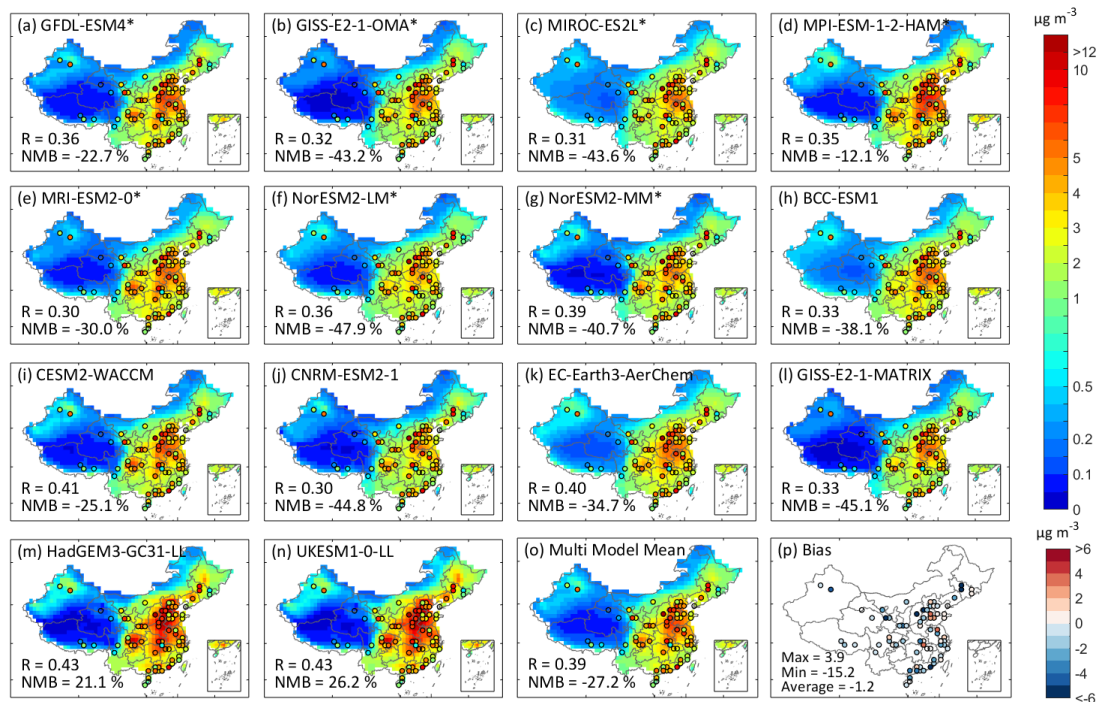 (a) GFDL-ESM4*
R = 0.36
NMB = -22.7 %
(b) GISS-E2-1-OMA*
R = 0.32
NMB = -43.2 %
(c) MIROC-ES2L*
R = 0.31
NMB = -43.6 %
(d) MPI-ESM-1-2-HAM*
R = 0.35
NMB = -12.1 %
(e) MRI-ESM2-0*
R = 0.30
NMB = -30.0 %
(f) NorESM2-LM*
R = 0.36
NMB = -47.9 %
(g) NorESM2-MM*
R = 0.39
NMB = -40.7 %
(h) BCC-ESM1
R = 0.33
NMB = -38.1 %
(i) CESM2-WACCM
R = 0.41
NMB = -25.1 %
(j) CNRM-ESM2-1
R = 0.30
NMB = -44.8 %
(k) EC-Earth3-AerChem
R = 0.40
NMB = -34.7 %
(l) GISS-E2-1-MATRIX
R = 0.33
NMB = -45.1 %
(m) HadGEM3-GC31-LL
R = 0.43
NMB = 21.1 %
(n) UKESM1-0-LL
R = 0.43
NMB = 26.2 %
(o) Multi Model Mean
R = 0.39
NMB = -27.2 %
(p) Bias
Max = 3.9
Min = -15.2
Average = -1.2
µg m⁻³
>12
10
5
2
1
0.5
0.2
0.1
0
µg m⁻³
>6
4
2
0
-2
-4
<-6